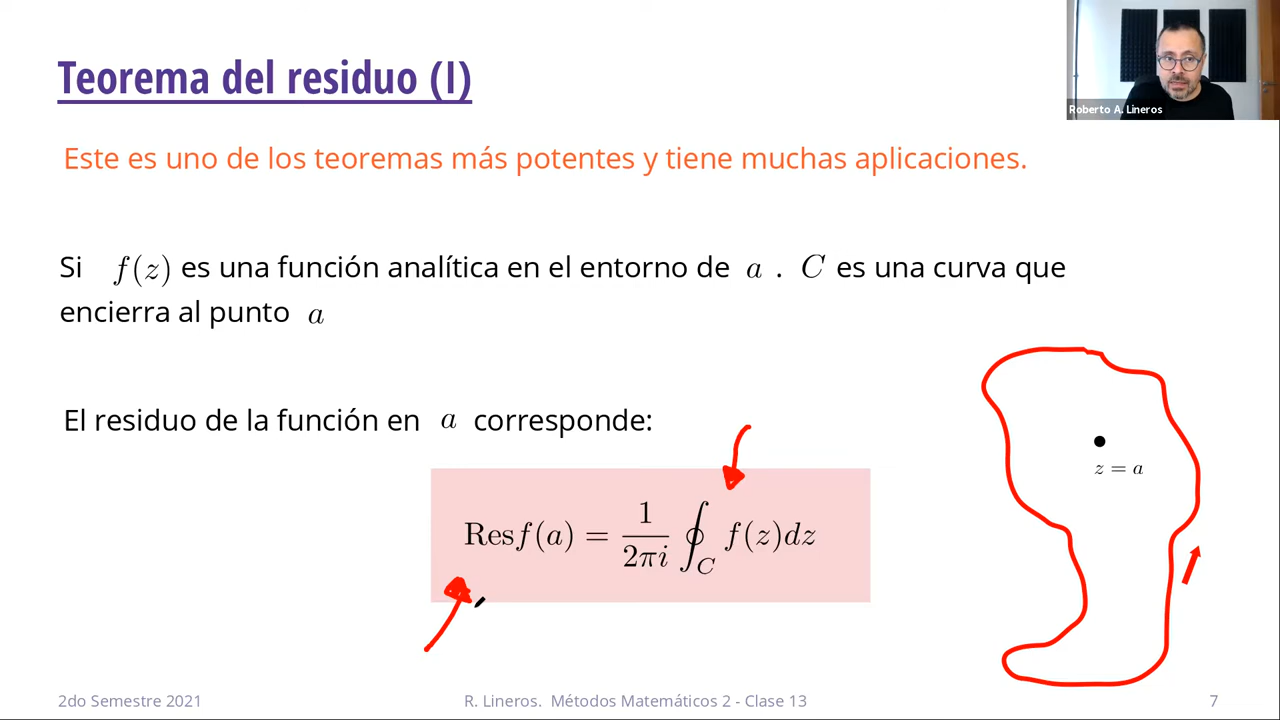 Teorema del residuo (I)
Roberto A. Lineros
Este es uno de los teoremas más potentes y tiene muchas aplicaciones.
Si f(z) es una función analítica en el entorno de a . C es una curva que
encierra al punto a
El residuo de la función en a corresponde:
z = a
Resf(a) = \frac{1}{2πi} ∮_C f(z)dz
2do Semestre 2021
R. Lineros. Métodos Matemáticos 2 - Clase 13
7